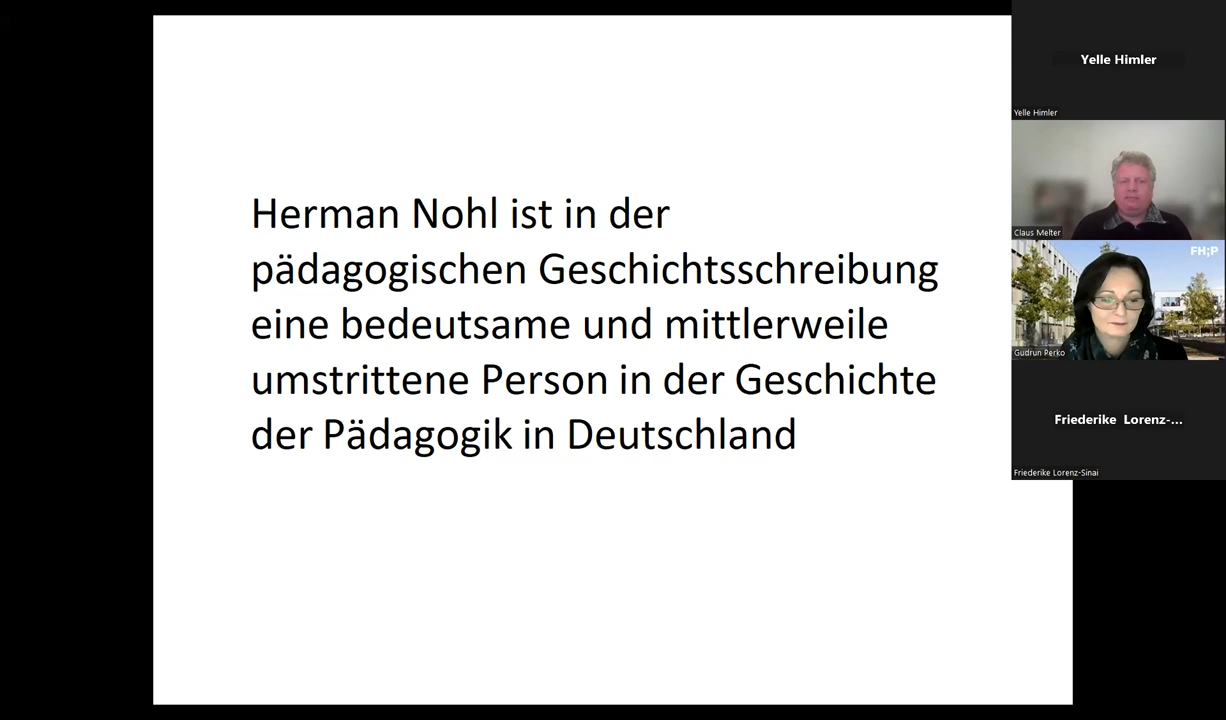 Herman Nohl ist in der
pädagogischen Geschichtsschreibung
eine bedeutsame und mittlerweile
umstrittene Person in der Geschichte
der Pädagogik in Deutschland
Yelle Himler
Yelle Himler
Claus Melter
FH;P
Gudrun Perko
Friederike Lorenz-...
Friederike Lorenz-Sinai